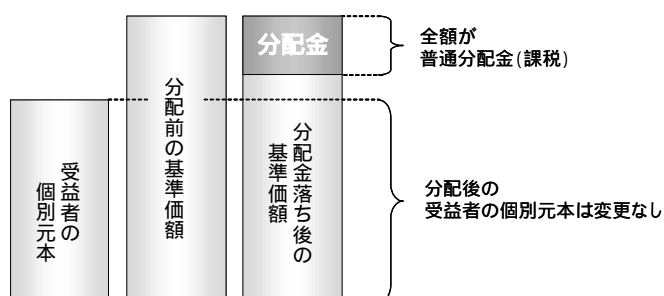 分配金
全額が
普通分配金(課税)
受益者の
個別元本
分配前の基準価額
分配金落ち後の
基準価額
分配後の
受益者の個別元本は変更なし